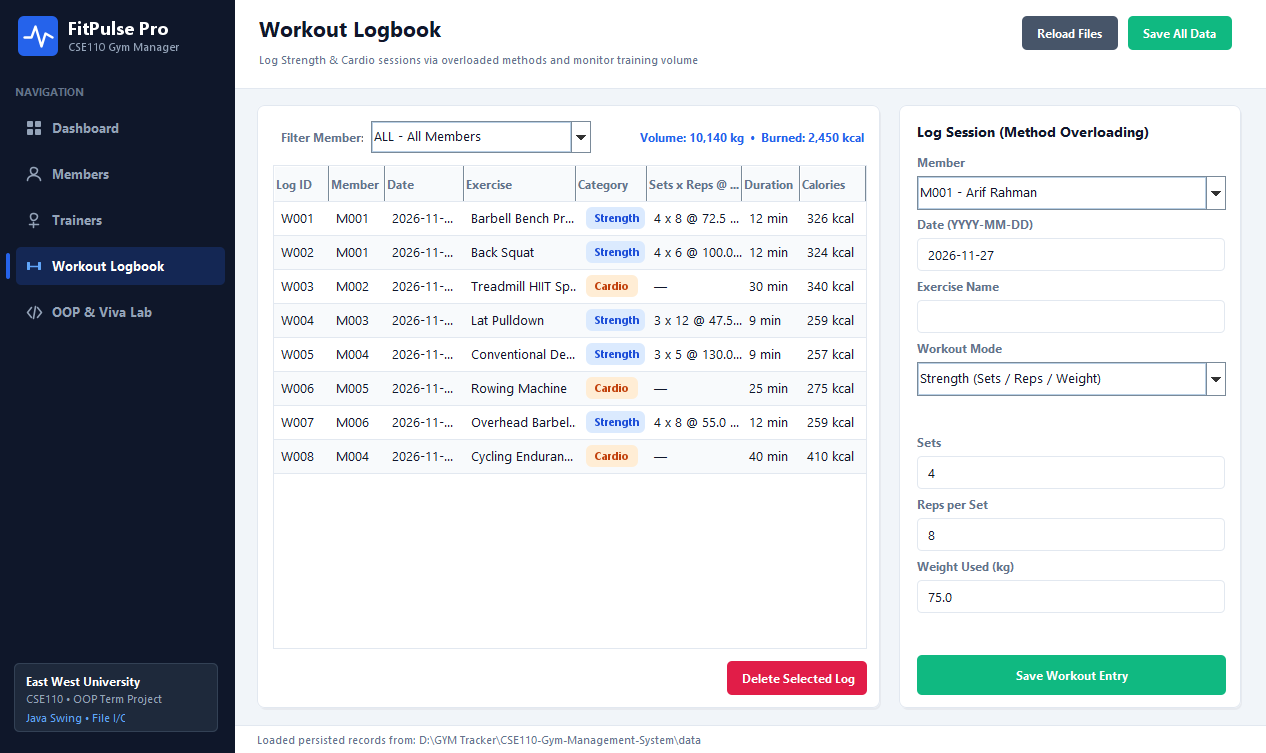 FitPulse Pro
CSE110 Gym Manager
NAVIGATION
Dashboard
Members
Trainers
Workout Logbook
OOP & Viva Lab
East West University
CSE110 • OOP Term Project
Java Swing • File I/C
Workout Logbook
Log Strength & Cardio sessions via overloaded methods and monitor training volume
Reload Files
Save All Data
Filter Member: ALL - All Members
Volume: 10,140 kg • Burned: 2,450 kcal
Log ID Member Date Exercise Category Sets x Reps @ ... Duration Calories
W001 M001 2026-11-... Barbell Bench Pr... Strength 4 x 8 @ 72.5 ... 12 min 326 kcal
W002 M001 2026-11-... Back Squat Strength 4 x 6 @ 100.0... 12 min 324 kcal
W003 M002 2026-11-... Treadmill HIIT Sp.. Cardio — 30 min 340 kcal
W004 M003 2026-11-... Lat Pulldown Strength 3 x 12 @ 47.5... 9 min 259 kcal
W005 M004 2026-11-... Conventional De... Strength 3 x 5 @ 130.0... 9 min 257 kcal
W006 M005 2026-11-... Rowing Machine Cardio — 25 min 275 kcal
W007 M006 2026-11-... Overhead Barbel.. Strength 4 x 8 @ 55.0 ... 12 min 259 kcal
W008 M004 2026-11-... Cycling Enduran... Cardio — 40 min 410 kcal
Delete Selected Log
Log Session (Method Overloading)
Member
M001 - Arif Rahman
Date (YYYY-MM-DD)
2026-11-27
Exercise Name
Workout Mode
Strength (Sets / Reps / Weight)
Sets
4
Reps per Set
8
Weight Used (kg)
75.0
Save Workout Entry
Loaded persisted records from: D:\GYM Tracker\CSE110-Gym-Management-System\data